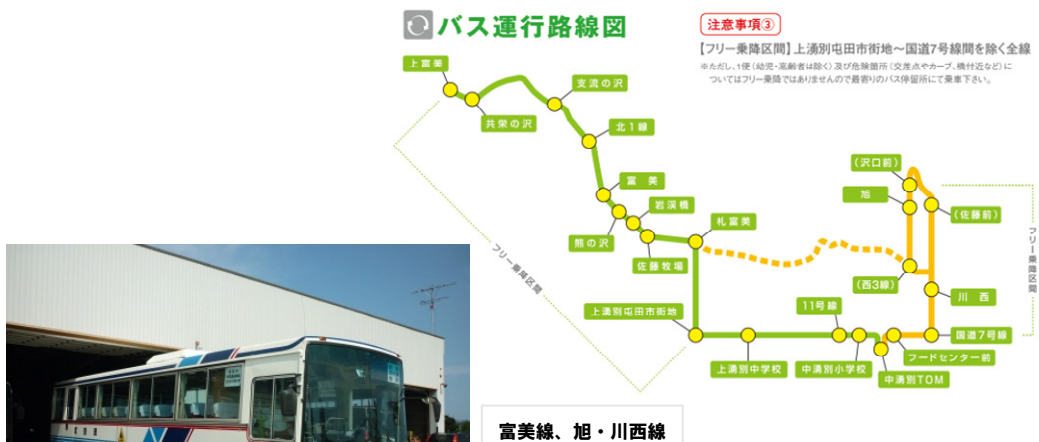 バス運行路線図
注意事項③
【フリー乗降区間】上湧別屯田市街地〜国道7号線間を除く全線
※ただし、1便(幼児・高齢者は除く)及び危険箇所(交差点やカーブ、橋付近など)に
ついてはフリー乗降ではありませんので最寄りのバス停留所にて乗車下さい。
上富美
共栄の沢
支流の沢
北1線
富 美
岩渓橋
熊の沢
佐藤牧場
札富美
フリー乗降区間
上湧別屯田市街地
上湧別中学校
11号線
中湧別小学校
中湧別TOM
フードセンター前
国道7号線
川 西
(西3線)
旭
(沢口前)
(佐藤前)
フリー乗降区間
富美線、旭・川西線